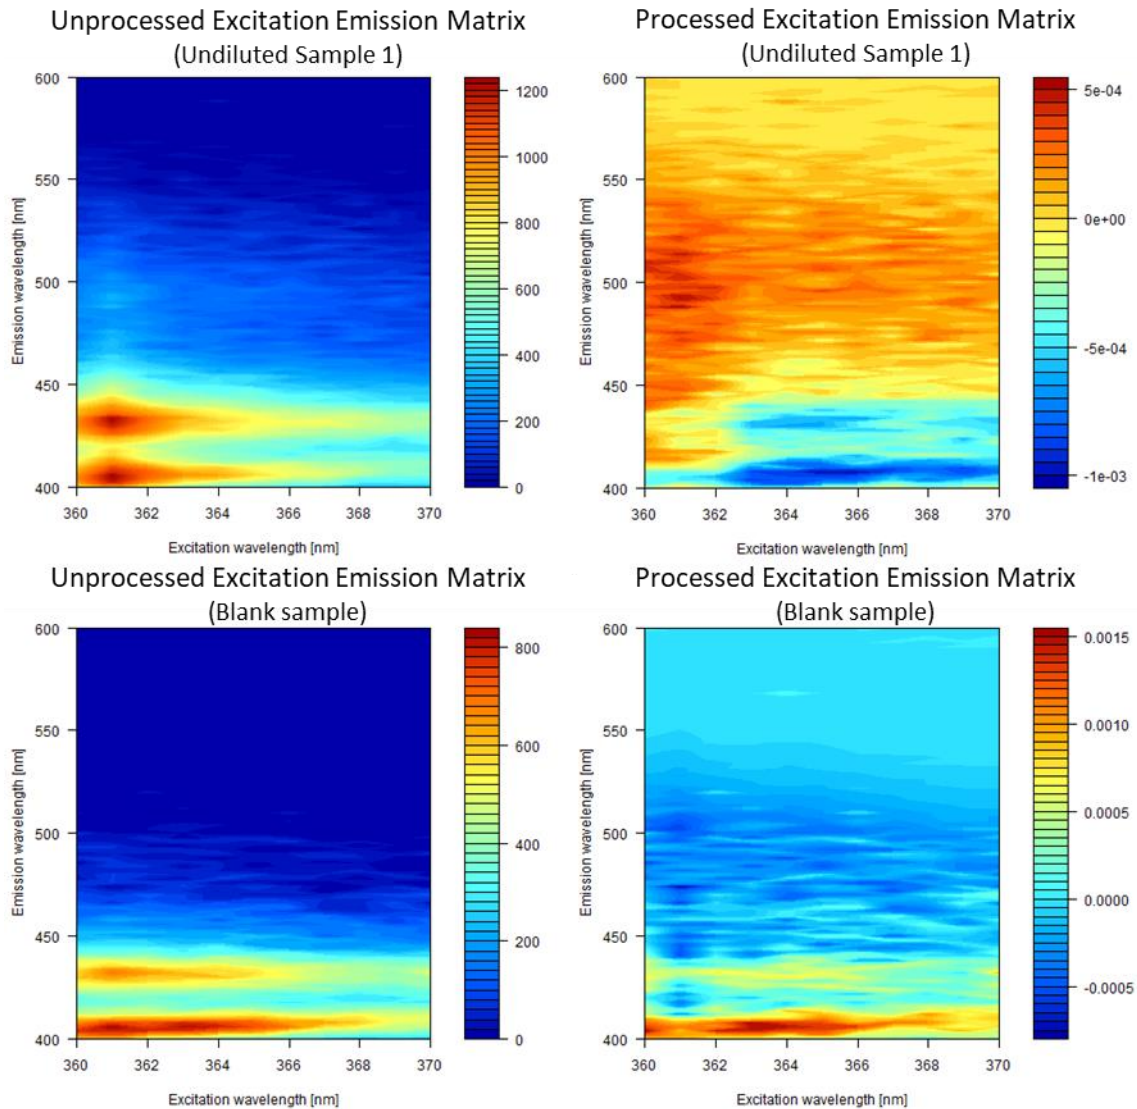 Unprocessed Excitation Emission Matrix
(Undiluted Sample 1)
600
550
500
450
400
Emission wavelength [nm]
360 362 364 366 368 370
Excitation wavelength [nm]
1200
1000
800
600
400
200
0
Processed Excitation Emission Matrix
(Undiluted Sample 1)
600
550
500
450
400
Emission wavelength [nm]
360 362 364 366 368 370
Excitation wavelength [nm]
5e-04
0e+00
-5e-04
-1e-03
Unprocessed Excitation Emission Matrix
(Blank sample)
600
550
500
450
400
Emission wavelength [nm]
360 362 364 366 368 370
Excitation wavelength [nm]
800
600
400
200
0
Processed Excitation Emission Matrix
(Blank sample)
600
550
500
450
400
Emission wavelength [nm]
360 362 364 366 368 370
Excitation wavelength [nm]
0.0015
0.0010
0.0005
0.0000
-0.0005